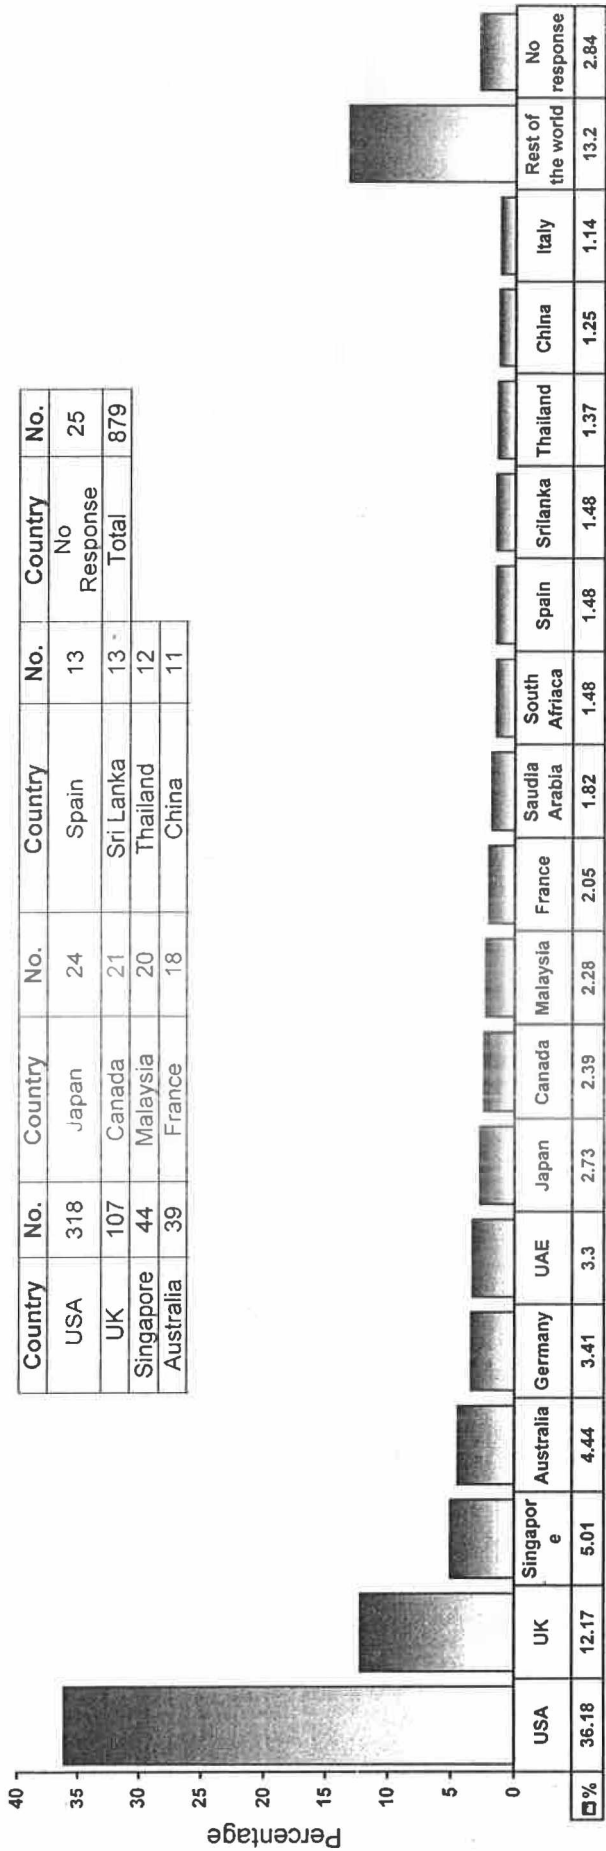 Country No. Country No. Country No. Country No.
USA 318 Japan 24 Spain 13 No Response 25
UK 107 Canada 21 Sri Lanka 13 Total 879
Singapore 44 Malaysia 20 Thailand 12
Australia 39 France 18 China 11
Percentage
40
35
30
25
20
15
10
5
0
USA UK Singapor e Australia Germany UAE Japan Canada Malaysia France Saudia Arabia South Afriaca Spain Srilanka Thailand China Italy Rest of the world No response
% 36.18 12.17 5.01 4.44 3.41 3.3 2.73 2.39 2.28 2.05 1.82 1.48 1.48 1.48 1.37 1.25 1.14 13.2 2.84